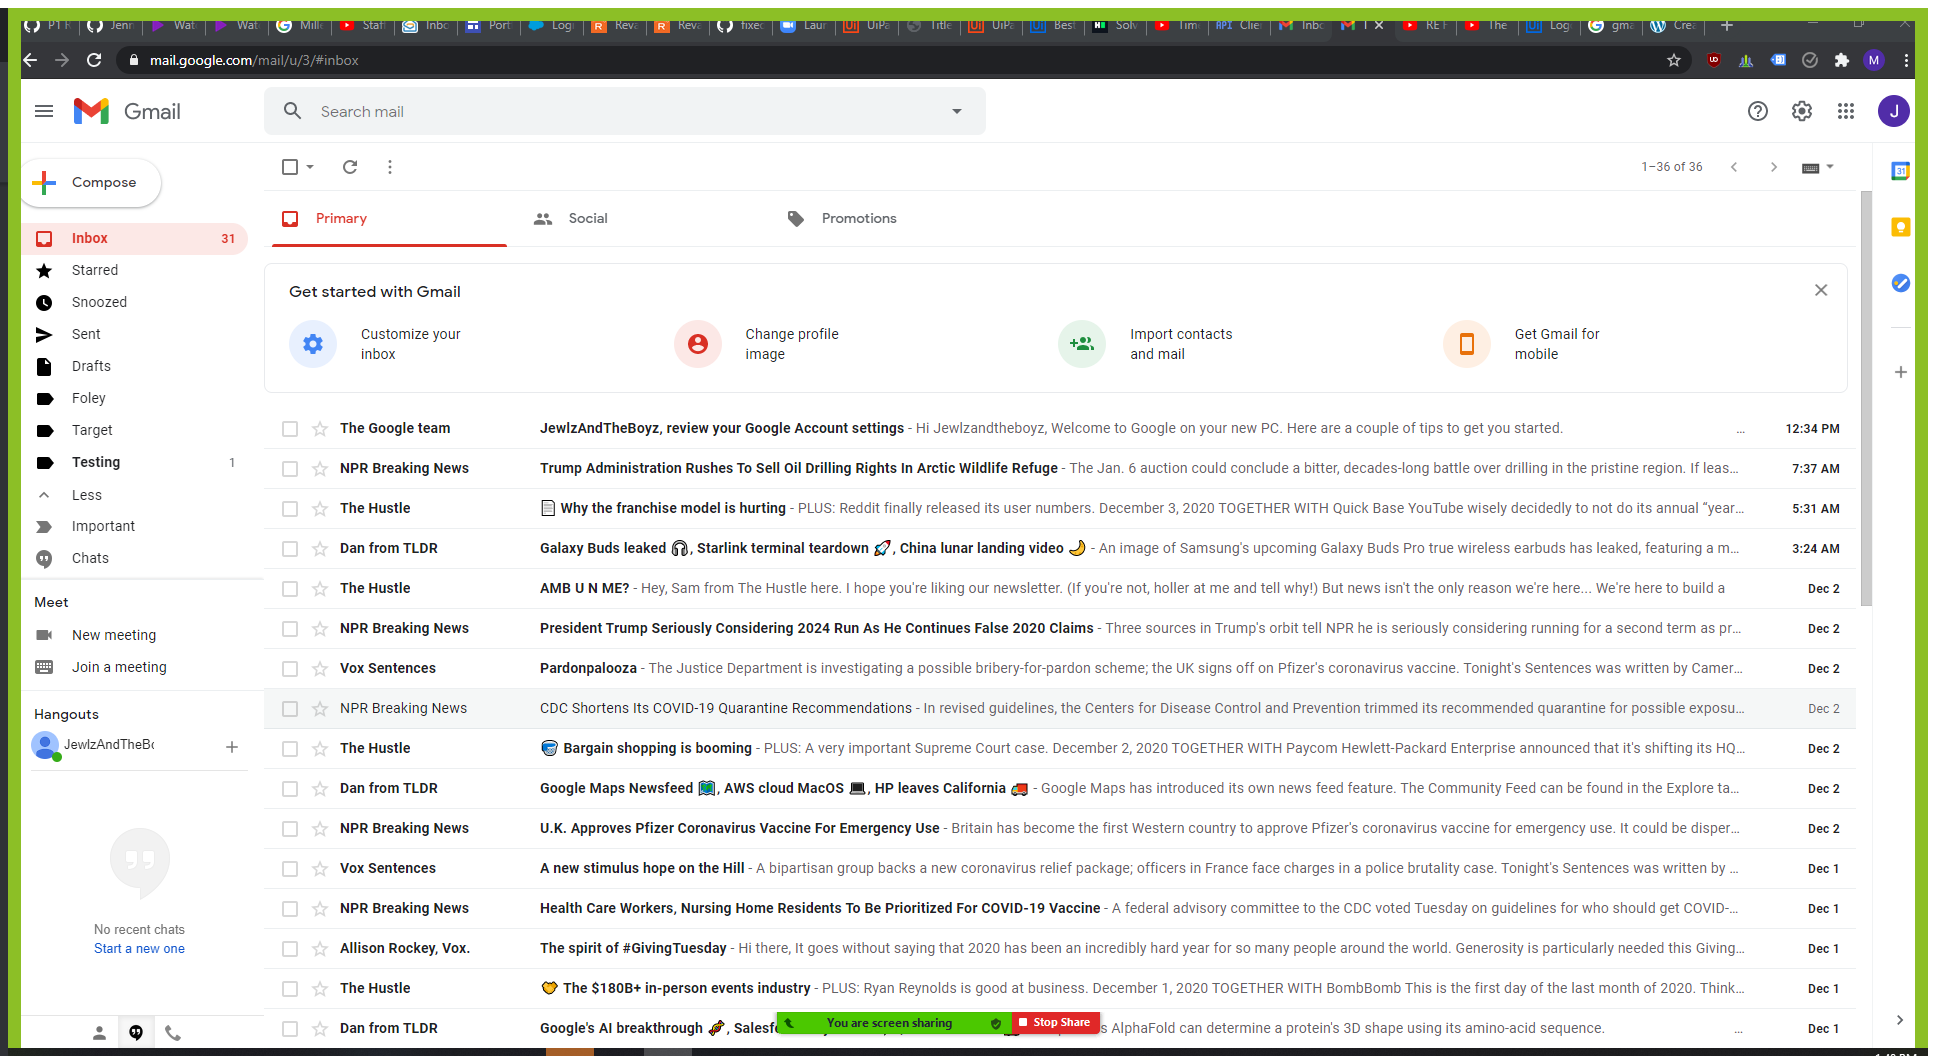 P1 F
Jenr
Wat
Wat
Mille
Staf
Inbc
Port
Log
Reva
Reva
fixec
Laur
UiPa
Title
UiPa
Best
Solv
Time
API Clie
Inbc
RET
The
Log
gma
Crea
mail.google.com/mail/u/3/#inbox
M
Gmail
Search mail
J
Compose
1–36 of 36
Primary
Social
Promotions
Inbox 31
Starred
Snoozed
Sent
Drafts
Foley
Target
Testing 1
Less
Important
Chats
Meet
New meeting
Join a meeting
Hangouts
JewlzAndTheBo
No recent chats
Start a new one
Get started with Gmail
Customize your
inbox
Change profile
image
Import contacts
and mail
Get Gmail for
mobile
The Google team JewlzAndTheBoyz, review your Google Account settings - Hi Jewlzandtheboyz, Welcome to Google on your new PC. Here are a couple of tips to get you started. ... 12:34 PM
NPR Breaking News Trump Administration Rushes To Sell Oil Drilling Rights In Arctic Wildlife Refuge - The Jan. 6 auction could conclude a bitter, decades-long battle over drilling in the pristine region. If leas... 7:37 AM
The Hustle Why the franchise model is hurting - PLUS: Reddit finally released its user numbers. December 3, 2020 TOGETHER WITH Quick Base YouTube wisely decidedly to not do its annual “year... 5:31 AM
Dan from TLDR Galaxy Buds leaked 🎧, Starlink terminal teardown 🚀, China lunar landing video 🌙 - An image of Samsung's upcoming Galaxy Buds Pro true wireless earbuds has leaked, featuring a m... 3:24 AM
The Hustle AMB U N ME? - Hey, Sam from The Hustle here. I hope you're liking our newsletter. (If you're not, holler at me and tell why!) But news isn't the only reason we're here... We're here to build a Dec 2
NPR Breaking News President Trump Seriously Considering 2024 Run As He Continues False 2020 Claims - Three sources in Trump's orbit tell NPR he is seriously considering running for a second term as pr... Dec 2
Vox Sentences Pardonpalooza - The Justice Department is investigating a possible bribery-for-pardon scheme; the UK signs off on Pfizer's coronavirus vaccine. Tonight's Sentences was written by Camer... Dec 2
NPR Breaking News CDC Shortens Its COVID-19 Quarantine Recommendations - In revised guidelines, the Centers for Disease Control and Prevention trimmed its recommended quarantine for possible exposu... Dec 2
The Hustle Bargain shopping is booming - PLUS: A very important Supreme Court case. December 2, 2020 TOGETHER WITH Paycom Hewlett-Packard Enterprise announced that it's shifting its HQ... Dec 2
Dan from TLDR Google Maps Newsfeed 🗺, AWS cloud MacOS 💻, HP leaves California 🚚 - Google Maps has introduced its own news feed feature. The Community Feed can be found in the Explore ta... Dec 2
NPR Breaking News U.K. Approves Pfizer Coronavirus Vaccine For Emergency Use - Britain has become the first Western country to approve Pfizer's coronavirus vaccine for emergency use. It could be disper... Dec 2
Vox Sentences A new stimulus hope on the Hill - A bipartisan group backs a new coronavirus relief package; officers in France face charges in a police brutality case. Tonight's Sentences was written by ... Dec 1
NPR Breaking News Health Care Workers, Nursing Home Residents To Be Prioritized For COVID-19 Vaccine - A federal advisory committee to the CDC voted Tuesday on guidelines for who should get COVID-... Dec 1
Allison Rockey, Vox. The spirit of #GivingTuesday - Hi there, It goes without saying that 2020 has been an incredibly hard year for so many people around the world. Generosity is particularly needed this Giving... Dec 1
The Hustle The $180B+ in-person events industry - PLUS: Ryan Reynolds is good at business. December 1, 2020 TOGETHER WITH BombBomb This is the first day of the last month of 2020. Think... Dec 1
Dan from TLDR Google's AI breakthrough 🧬, Salesf AlphaFold can determine a protein's 3D shape using its amino-acid sequence. ... Dec 1
You are screen sharing Stop Share